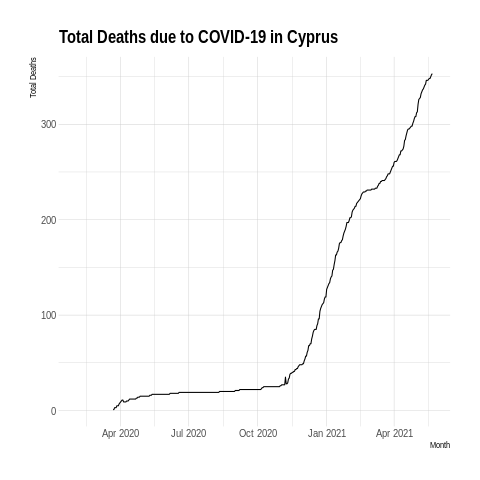 Total Deaths due to COVID-19 in Cyprus
Total Deaths
300
200
100
0
Apr 2020 Jul 2020 Oct 2020 Jan 2021 Apr 2021
Month